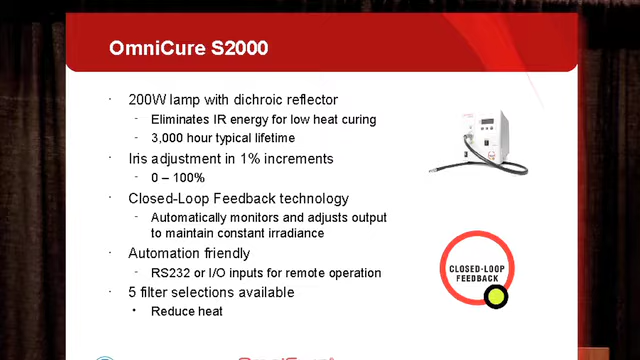 OmniCure S2000
· 200W lamp with dichroic reflector
- Eliminates IR energy for low heat curing
- 3,000 hour typical lifetime
· Iris adjustment in 1% increments
- 0 – 100%
· Closed-Loop Feedback technology
- Automatically monitors and adjusts output
to maintain constant irradiance
· Automation friendly
- RS232 or I/O inputs for remote operation
· 5 filter selections available
• Reduce heat
CLOSED-LOOP
FEEDBACK
OmniCure